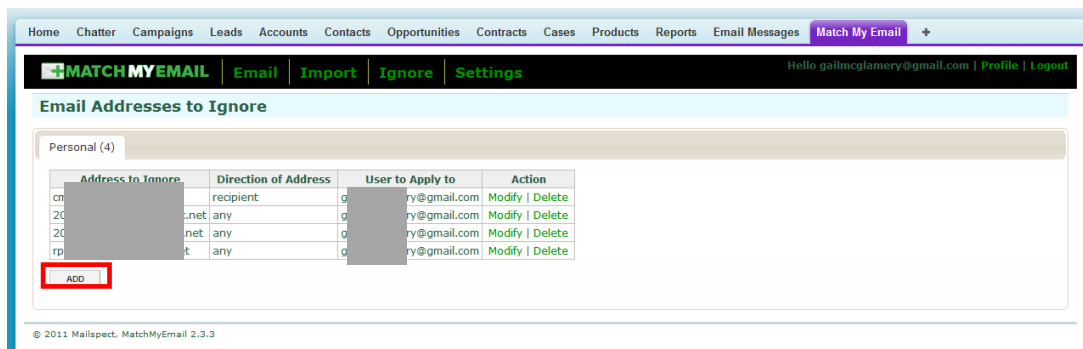 Home Chatter Campaigns Leads Accounts Contacts Opportunities Contracts Cases Products Reports Email Messages Match My Email +
MATCHMYEMAIL Email Import Ignore Settings Hello gailmcglamery@gmail.com | Profile | Logout
Email Addresses to Ignore
Personal (4)
Address to Ignore Direction of Address User to Apply to Action
recipient ry@gmail.com Modify | Delete
20 .net any g ry@gmail.com Modify | Delete
20 .net any g ry@gmail.com Modify | Delete
rp t any g ry@gmail.com Modify | Delete
ADD
© 2011 Mailspect, MatchMyEmail 2.3.3